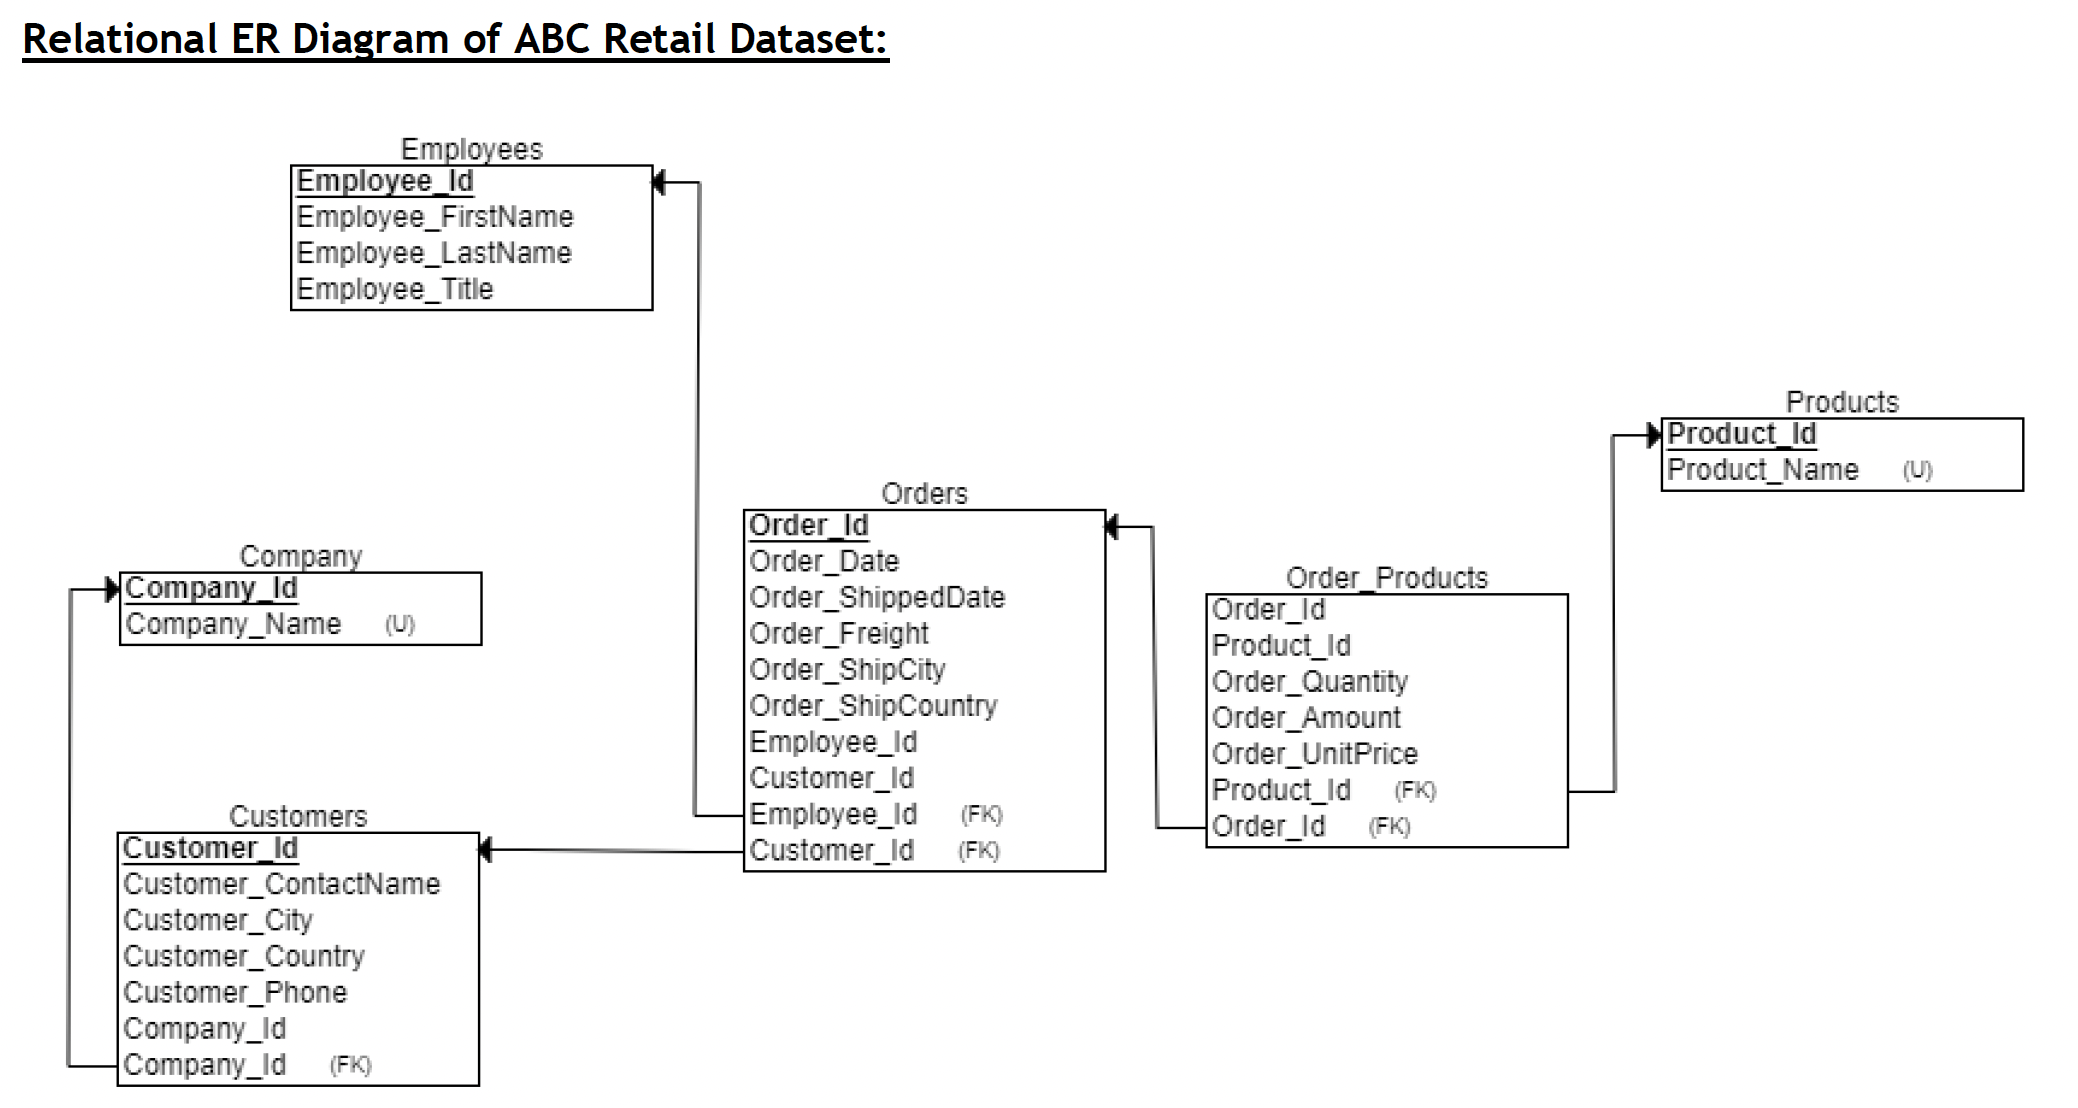 Relational ER Diagram of ABC Retail Dataset:
Employees
Employee_Id
Employee_FirstName
Employee_LastName
Employee_Title
Products
Product_Id
Product_Name (U)
Orders
Order_Id
Order_Date
Order_ShippedDate
Order_Freight
Order_ShipCity
Order_ShipCountry
Employee_Id
Customer_Id
Employee_Id (FK)
Customer_Id (FK)
Company
Company_Id
Company_Name (U)
Order_Products
Order_Id
Product_Id
Order_Quantity
Order_Amount
Order_UnitPrice
Product_Id (FK)
Order_Id (FK)
Customers
Customer_Id
Customer_ContactName
Customer_City
Customer_Country
Customer_Phone
Company_Id
Company_Id (FK)